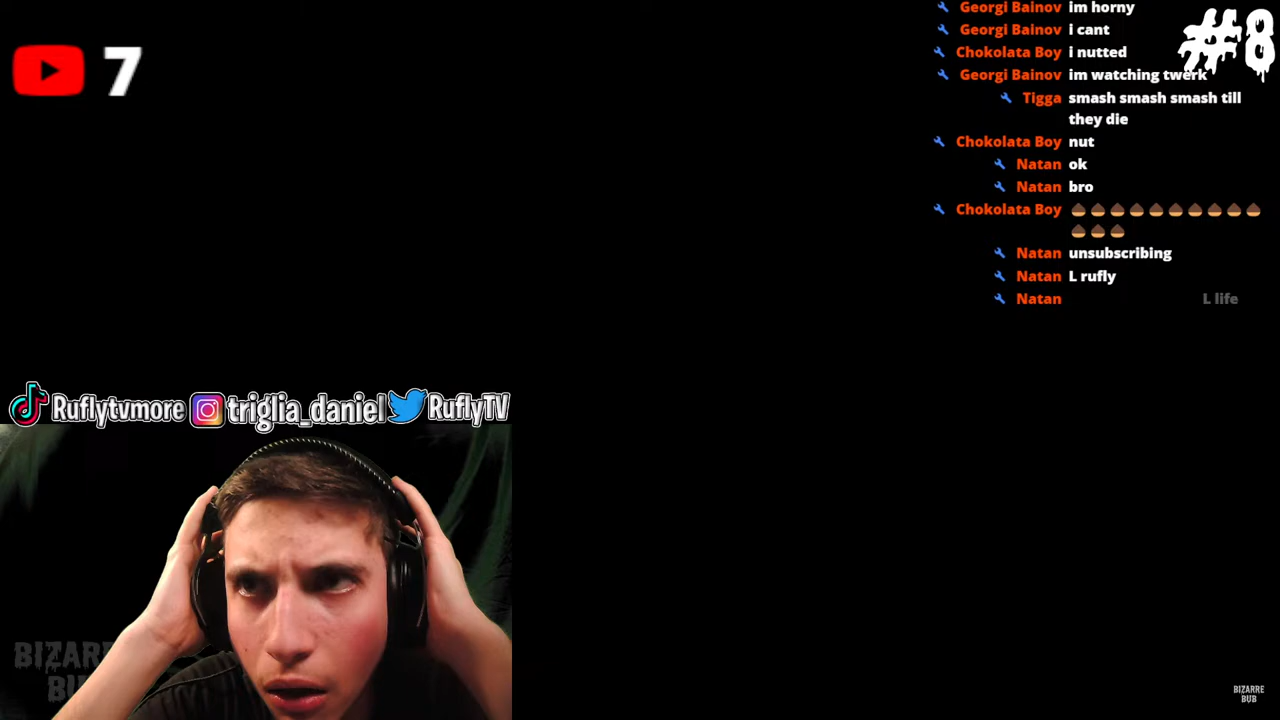 7
#8
Georgi Bainov im horny
Georgi Bainov i cant
Chokolata Boy i nutted
Georgi Bainov im watching twerk
Tigga smash smash smash till
they die
Chokolata Boy nut
Natan ok
Natan bro
Chokolata Boy 🌰🌰🌰🌰🌰🌰🌰🌰🌰🌰
🌰🌰🌰
Natan unsubscribing
Natan L rufly
Natan L life
Ruflytvmore triglia_daniel RuflyTV
BIZARRE
BUB